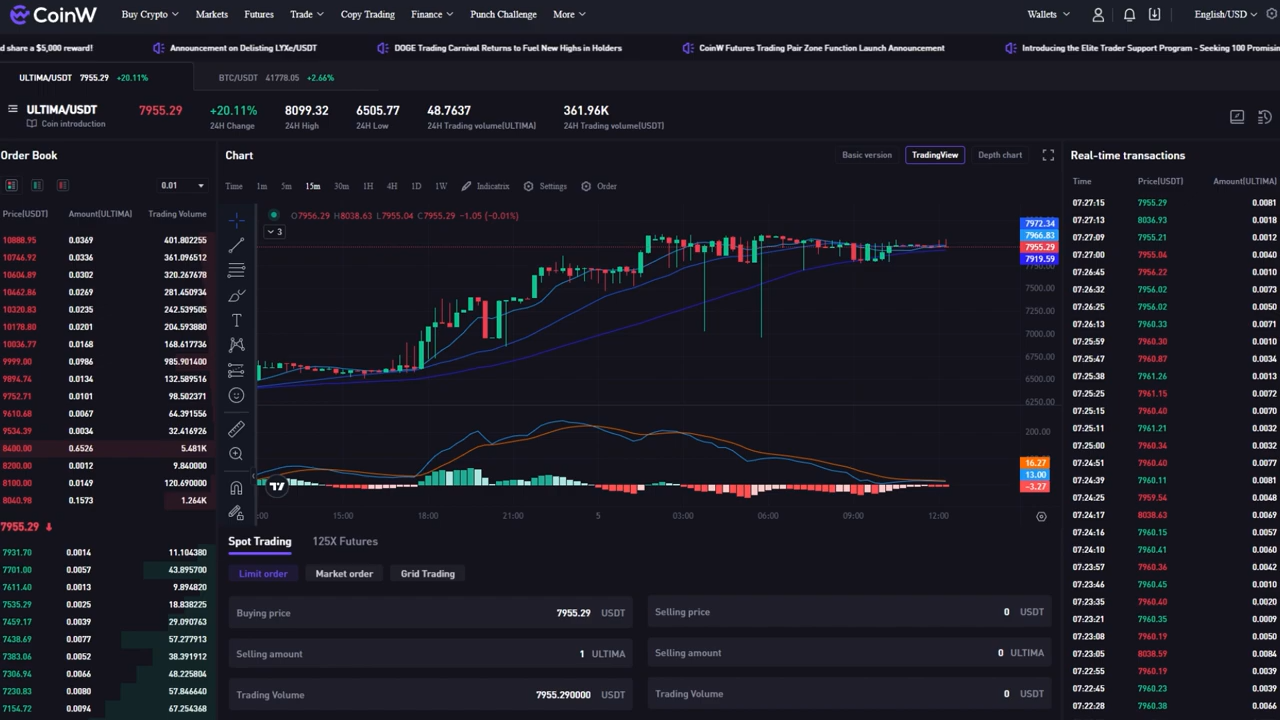 CoinW Buy Crypto Markets Futures Trade Copy Trading Finance Punch Challenge More Wallets English/USD
d share a $5,000 reward! Announcement on Delisting LYXe/USDT DOGE Trading Carnival Returns to Fuel New Highs in Holders CoinW Futures Trading Pair Zone Function Launch Announcement Introducing the Elite Trader Support Program - Seeking 100 Promisin
ULTIMA/USDT 7955.29 +20.11% BTC/USDT 41778.05 +2.66%
ULTIMA/USDT 7955.29 +20.11% 8099.32 6505.77 48.7637 361.96K
Coin introduction 24H Change 24H High 24H Low 24H Trading volume(ULTIMA) 24H Trading volume(USDT)
Order Book
0.01
Price(USDT) Amount(ULTIMA) Trading Volume
10888.95 0.0369 401.802255
10746.92 0.0336 361.096512
10604.89 0.0302 320.267678
10462.86 0.0269 281.450934
10320.83 0.0235 242.539505
10178.80 0.0201 204.593880
10036.77 0.0168 168.617736
9999.00 0.0986 985.901400
9894.74 0.0134 132.589516
9752.71 0.0101 98.502371
9610.68 0.0067 64.391556
9534.39 0.0034 32.416926
8400.00 0.6526 5.481K
8200.00 0.0012 9.840000
8100.00 0.0149 120.690000
8040.98 0.1573 1.264K
7955.29
7931.70 0.0014 11.104380
7701.00 0.0057 43.895700
7611.40 0.0013 9.894820
7535.29 0.0025 18.838225
7459.17 0.0039 29.090763
7438.69 0.0077 57.277913
7383.06 0.0052 38.391912
7306.94 0.0066 48.225804
7230.83 0.0080 57.846640
7154.72 0.0094 67.254368
Chart Basic version TradingView Depth chart
Time 1m 5m 15m 30m 1H 4H 1D 1W Indicatrix Settings Order
O7956.29 H8038.63 L7955.04 C7955.29 −1.05 (−0.01%)
3
7972.34
7966.83
7955.29
7919.59
7500.00
7250.00
7000.00
6750.00
6500.00
6250.00
200.00
16.27
13.00
−3.27
:00 15:00 18:00 21:00 5 03:00 06:00 09:00 12:00
Spot Trading 125X Futures
Limit order Market order Grid Trading
Buying price 7955.29 USDT Selling price 0 USDT
Selling amount 1 ULTIMA Selling amount 0 ULTIMA
Trading Volume 7955.290000 USDT Trading Volume 0 USDT
Real-time transactions
Time Price(USDT) Amount(ULTIMA)
07:27:15 7955.29 0.0081
07:27:13 8036.93 0.0018
07:27:09 7955.21 0.0012
07:27:00 7955.04 0.0040
07:26:45 7956.22 0.0073
07:26:32 7956.02 0.0050
07:26:25 7956.02 0.0061
07:26:13 7960.33 0.0071
07:25:59 7960.30 0.0011
07:25:47 7960.87 0.0034
07:25:38 7961.26 0.0013
07:25:25 7961.15 0.0072
07:25:15 7960.40 0.0070
07:25:11 7961.21 0.0032
07:25:00 7960.34 0.0032
07:24:51 7960.40 0.0077
07:24:39 7960.11 0.0081
07:24:25 7959.54 0.0018
07:24:17 8038.63 0.0018
07:24:16 7960.15 0.0057
07:24:10 7960.41 0.0060
07:23:57 7960.36 0.0042
07:23:46 7960.45 0.0010
07:23:35 7960.40 0.0020
07:23:21 7960.35 0.0009
07:23:08 7960.19 0.0050
07:23:05 8038.59 0.0084
07:22:55 7960.19 0.0039
07:22:45 7960.23 0.0039
07:22:28 7960.38 0.0066